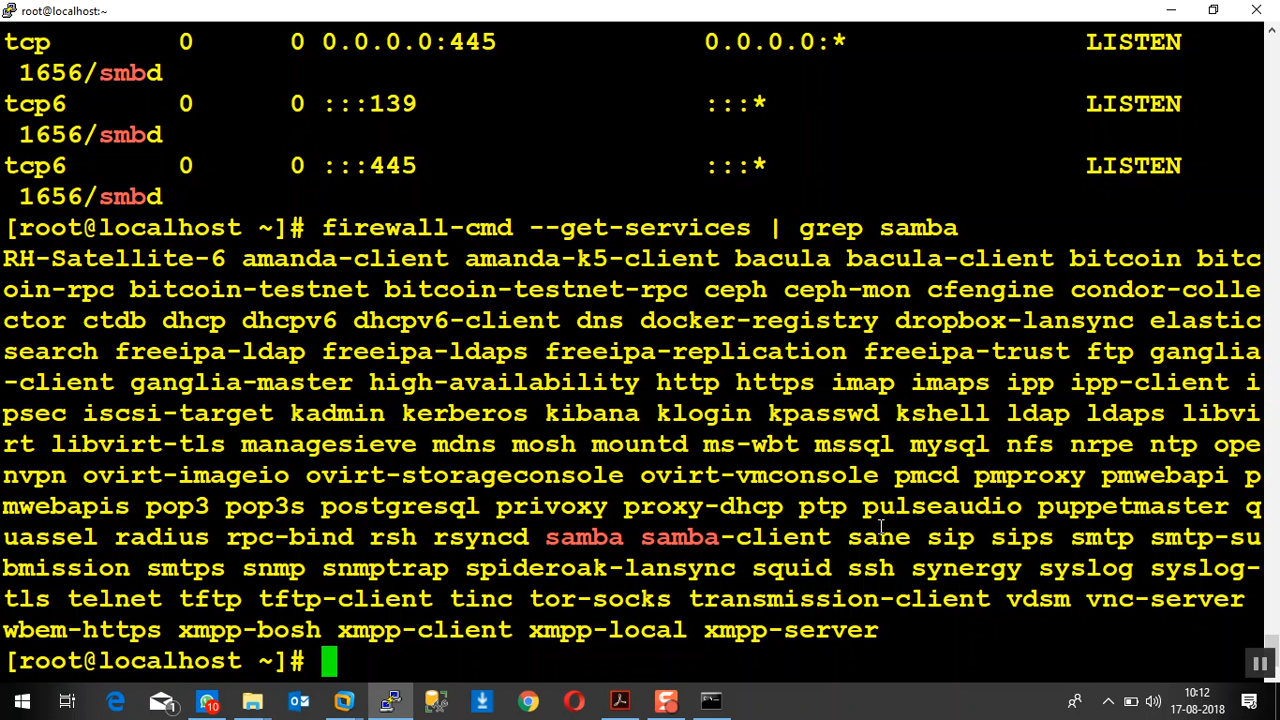 root@localhost:~
tcp 0 0 0.0.0.0:445 0.0.0.0:* LISTEN
1656/smbd
tcp6 0 0 :::139 :::* LISTEN
1656/smbd
tcp6 0 0 :::445 :::* LISTEN
1656/smbd
[root@localhost ~]# firewall-cmd --get-services | grep samba
RH-Satellite-6 amanda-client amanda-k5-client bacula bacula-client bitcoin bitc
oin-rpc bitcoin-testnet bitcoin-testnet-rpc ceph ceph-mon cfengine condor-colle
ctor ctdb dhcp dhcpv6 dhcpv6-client dns docker-registry dropbox-lansync elastic
search freeipa-ldap freeipa-ldaps freeipa-replication freeipa-trust ftp ganglia
-client ganglia-master high-availability http https imap imaps ipp ipp-client i
psec iscsi-target kadmin kerberos kibana klogin kpasswd kshell ldap ldaps libvi
rt libvirt-tls managesieve mdns mosh mountd ms-wbt mssql mysql nfs nrpe ntp ope
nvpn ovirt-imageio ovirt-storageconsole ovirt-vmconsole pmcd pmproxy pmwebapi p
mwebapis pop3 pop3s postgresql privoxy proxy-dhcp ptp pulseaudio puppetmaster q
uassel radius rpc-bind rsh rsyncd samba samba-client sane sip sips smtp smtp-su
bmission smtps snmp snmptrap spideroak-lansync squid ssh synergy syslog syslog-
tls telnet tftp tftp-client tinc tor-socks transmission-client vdsm vnc-server
wbem-https xmpp-bosh xmpp-client xmpp-local xmpp-server
[root@localhost ~]#
1
10
10:12
17-08-2018